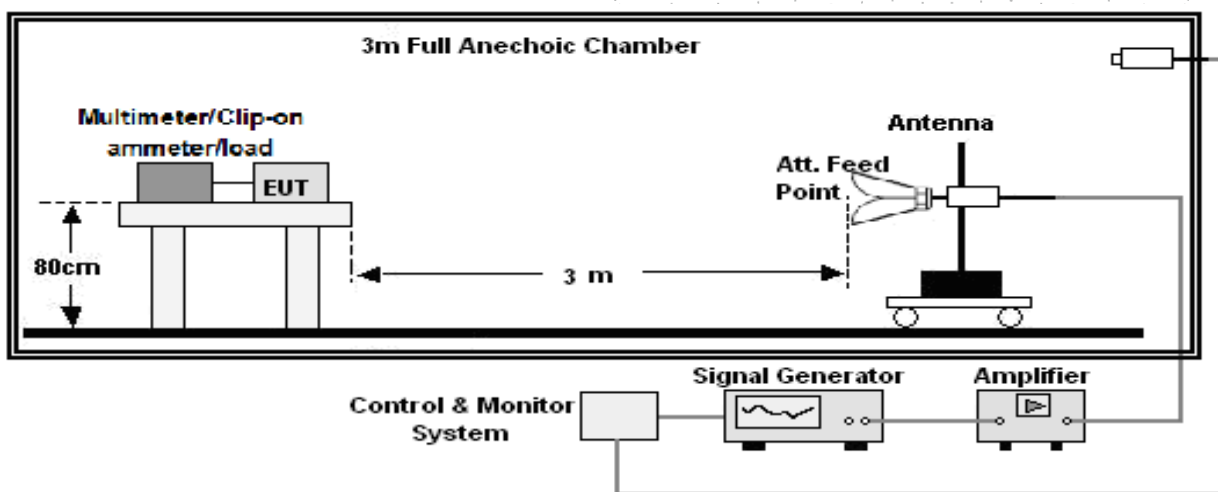 3m Full Anechoic Chamber
Multimeter/Clip-on
ammeter/load
EUT
80cm
3 m
Antenna
Att. Feed
Point
Signal Generator
Amplifier
Control & Monitor
System